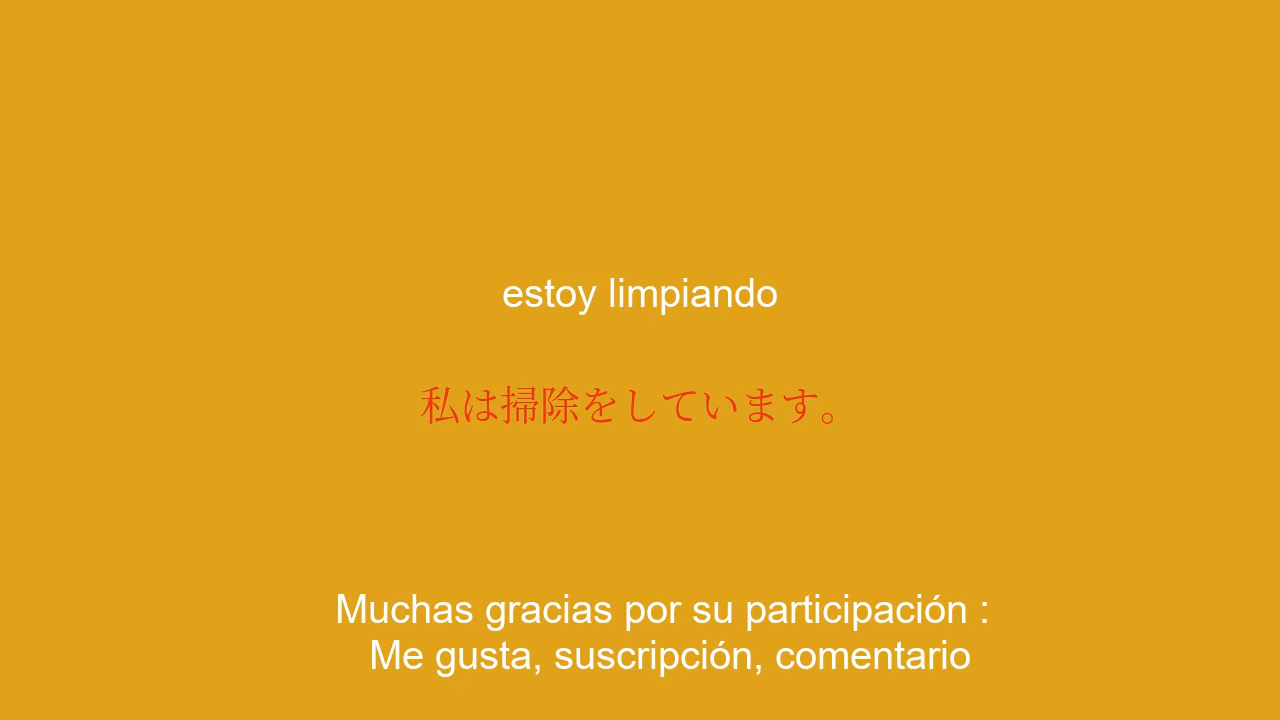 estoy limpiando
私は掃除をしています。
Muchas gracias por su participación :
Me gusta, suscripción, comentario